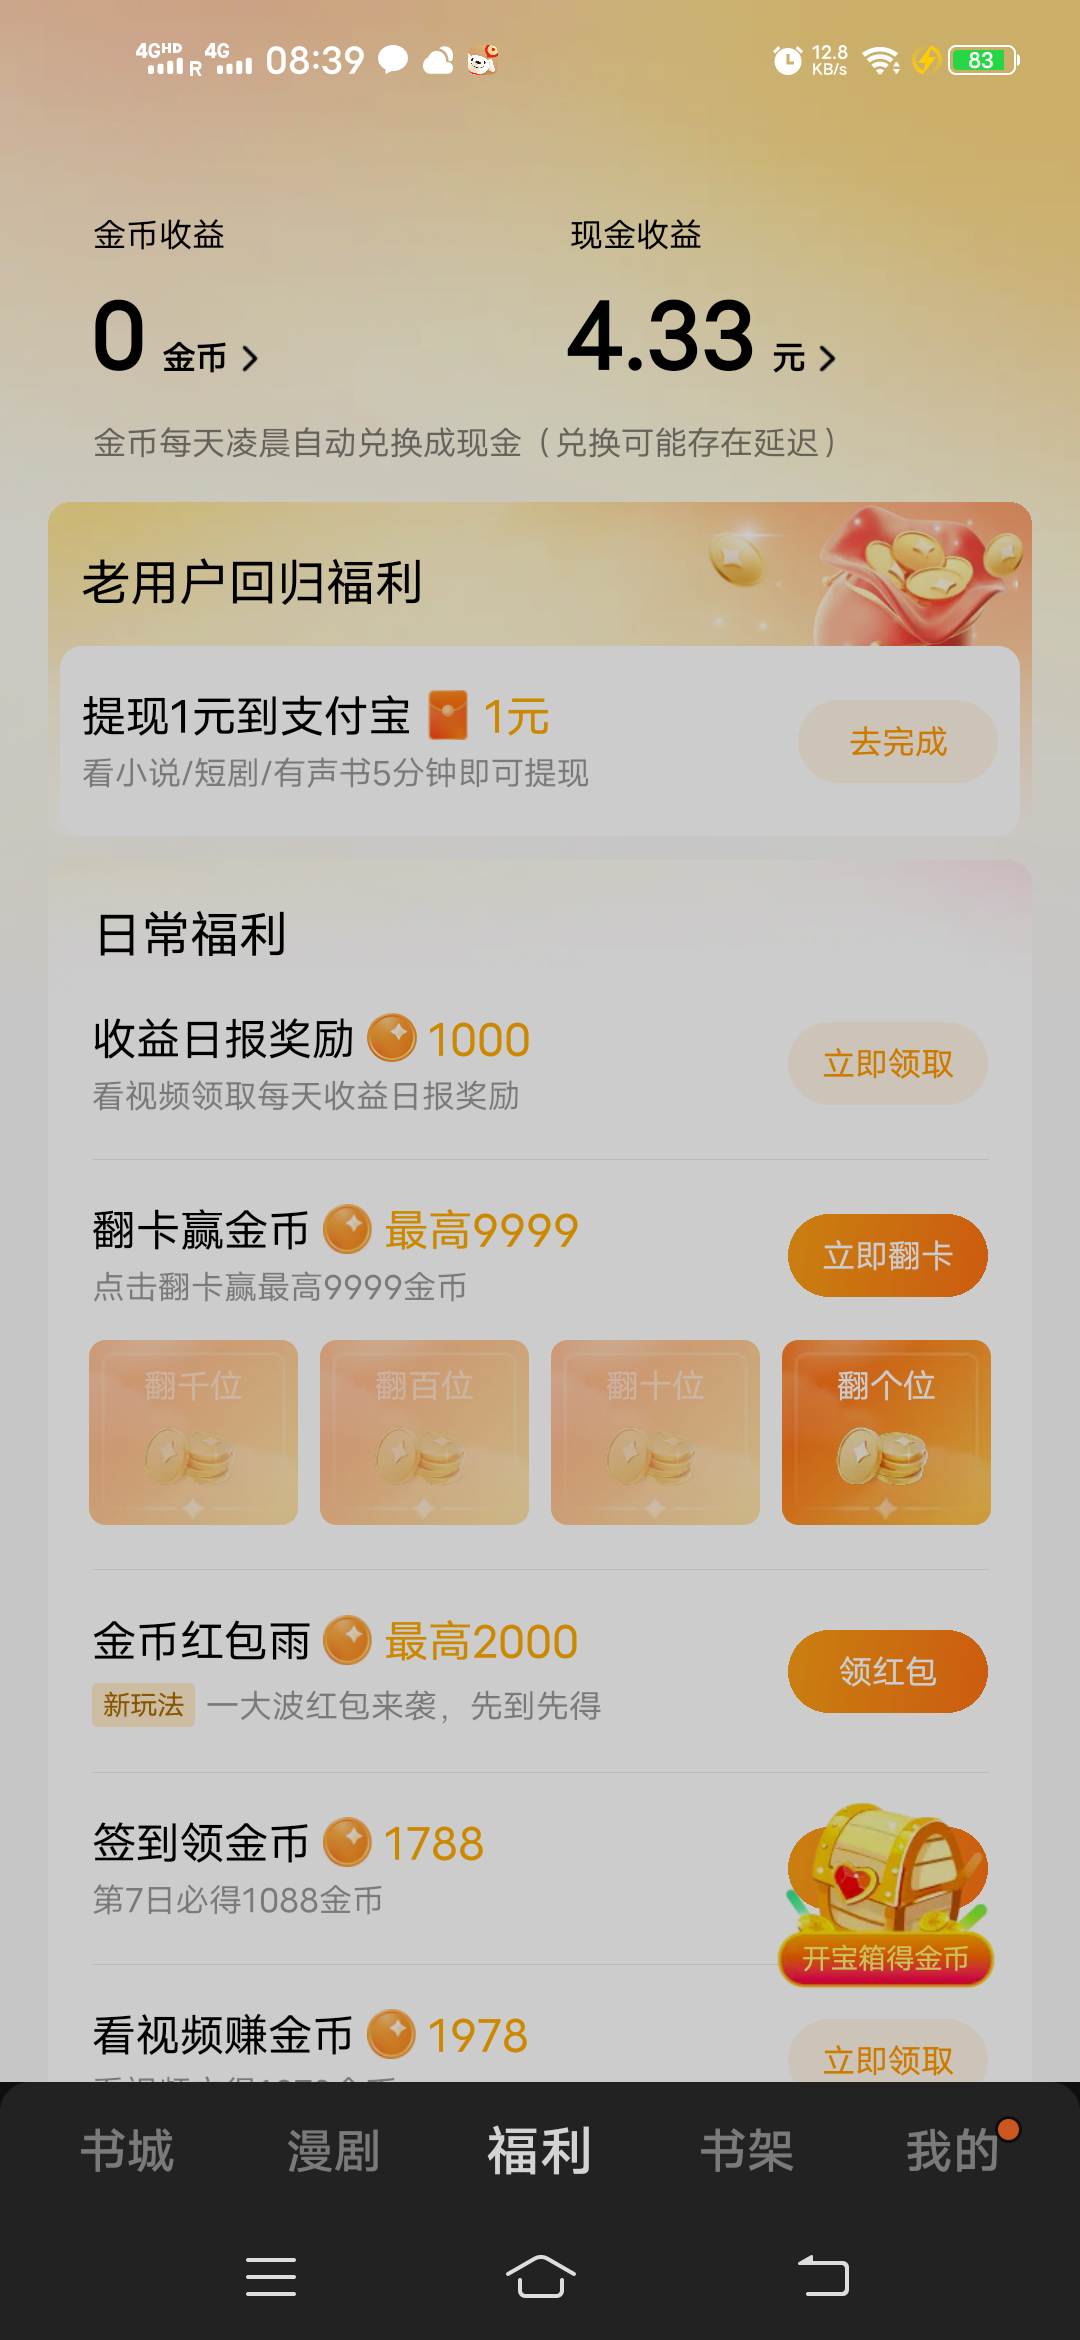 4GHD R 4G 08:39 12.8 KB/s 83
金币收益 现金收益
0 金币 4.33 元
金币每天凌晨自动兑换成现金（兑换可能存在延迟）
老用户回归福利
提现1元到支付宝 1元
看小说/短剧/有声书5分钟即可提现
去完成
日常福利
收益日报奖励 1000
看视频领取每天收益日报奖励
立即领取
翻卡赢金币 最高9999
点击翻卡赢最高9999金币
立即翻卡
翻千位 翻百位 翻十位 翻个位
金币红包雨 最高2000
新玩法 一大波红包来袭，先到先得
领红包
签到领金币 1788
第7日必得1088金币
开宝箱得金币
看视频赚金币 1978
立即领取
书城 漫剧 福利 书架 我的